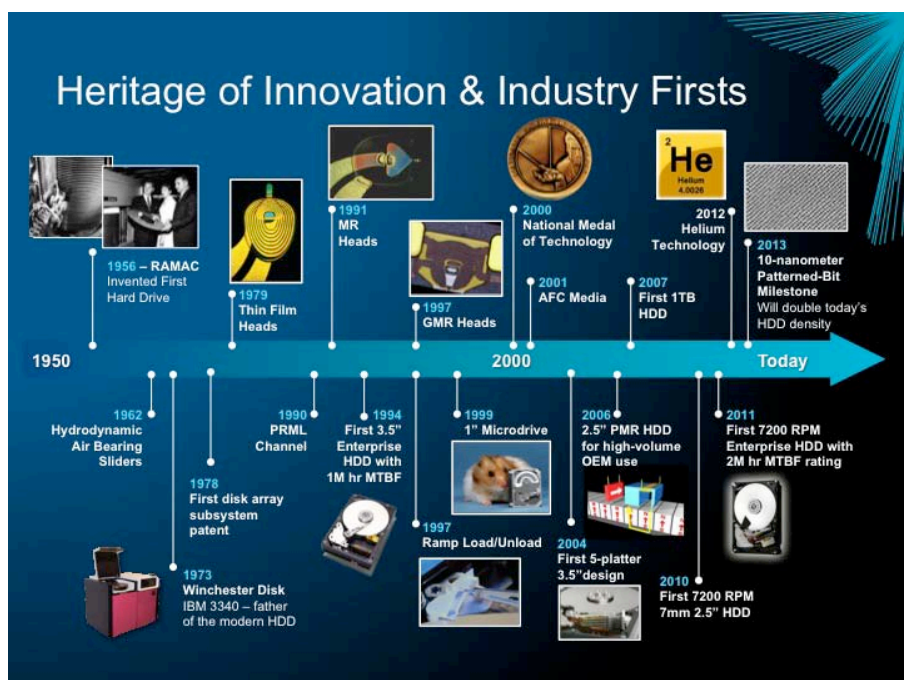 Heritage of Innovation & Industry Firsts
1956 – RAMAC
Invented First
Hard Drive
1979
Thin Film
Heads
1991
MR
Heads
1997
GMR Heads
2000
National Medal
of Technology
2001
AFC Media
2007
First 1TB
HDD
2
He
Helium
4.0026
2012
Helium
Technology
2013
10-nanometer
Patterned-Bit
Milestone
Will double today's
HDD density
1950
2000
Today
1962
Hydrodynamic
Air Bearing
Sliders
1973
Winchester Disk
IBM 3340 – father
of the modern HDD
1978
First disk array
subsystem
patent
1990
PRML
Channel
1994
First 3.5"
Enterprise
HDD with
1M hr MTBF
1997
Ramp Load/Unload
1999
1" Microdrive
2004
First 5-platter
3.5"design
2006
2.5" PMR HDD
for high-volume
OEM use
2010
First 7200 RPM
7mm 2.5" HDD
2011
First 7200 RPM
Enterprise HDD with
2M hr MTBF rating